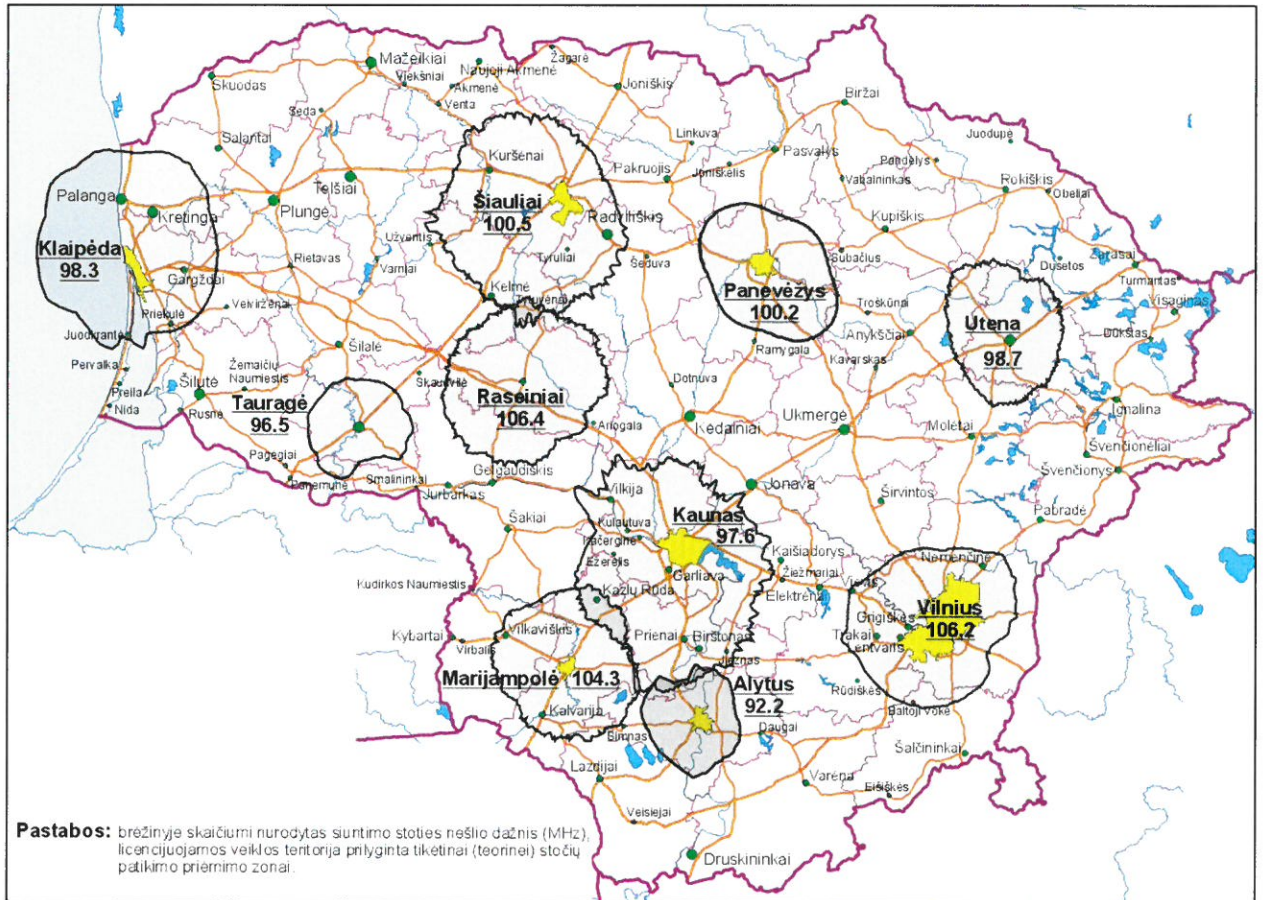 Žagarė
Mažeikiai
Naujoji Akmenė
Viekšniai
Akmenė
Skuodas
Joniškis
Venta
Biržai
Seda
Linkuva
Juodupė
Salantai
Pasvalys
Kuršėnai
Pakruojis
Joniškėlis
Pandėlys
Telšiai
Vabalninkas
Rokiškis
Obeliai
Palanga
Plungė
Šiauliai
100.5
Kretinga
Radviliškis
Kupiškis
Klaipėda
98.3
Užventis
Tyruliai
Šeduva
Subačius
Dusetos
Zarasai
Rietavas
Varniai
Gargždai
Turmantas
Panevėžys
100.2
Kelmė
Tytuvėnai
Visaginas
Veiviržėnai
Troškūnai
Priekulė
Anykščiai
Utena
98.7
Juodkrantė
Dūkštas
Šilalė
Ramygala
Pervalka
Žemaičių
Naumiestis
Kavarskas
Preila
Šilutė
Skaudvilė
Dotnuva
Raseiniai
106.4
Nida
Rusnė
Tauragė
96.5
Ignalina
Ariogala
Kėdainiai
Ukmergė
Molėtai
Švenčionėliai
Pagėgiai
Gelgaudiškis
Švenčionys
Panemunė
Smalininkai
Jurbarkas
Jonava
Vilkija
Širvintos
Šakiai
Kulautuva
Kaunas
97.6
Pabradė
Kačerginė
Ežerėlis
Kaišiadorys
Nemenčinė
Garliava
Žiežmariai
Kudirkos Naumiestis
Kazlų Rūda
Elektrėnai
Vievis
Vilnius
106.2
Grigiškės
Kybartai
Vilkaviškis
Prienai
Birštonas
Trakai
Lentvaris
Virbalis
Jieznas
Marijampolė 104.3
Alytus
92.2
Rūdiškės
Kalvarija
Baltoji Vokė
Simnas
Daugai
Šalčininkai
Lazdijai
Varėna
Eišiškės
Veisiejai
Druskininkai
Pastabos: brėžinyje skaičiumi nurodytas siuntimo stoties nešlio dažnis (MHz),
licencijuojamos veiklos teritorija prilyginta tikėtinai (teorinei) stočių
patikimo priėmimo zonai.